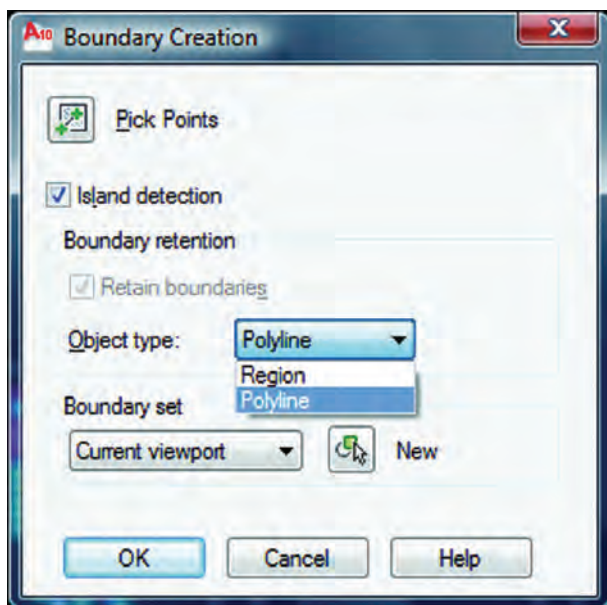 A10 Boundary Creation
Pick Points
Island detection
Boundary retention
Retain boundaries
Object type: Polyline
Region
Polyline
Boundary set
Current viewport New
OK Cancel Help